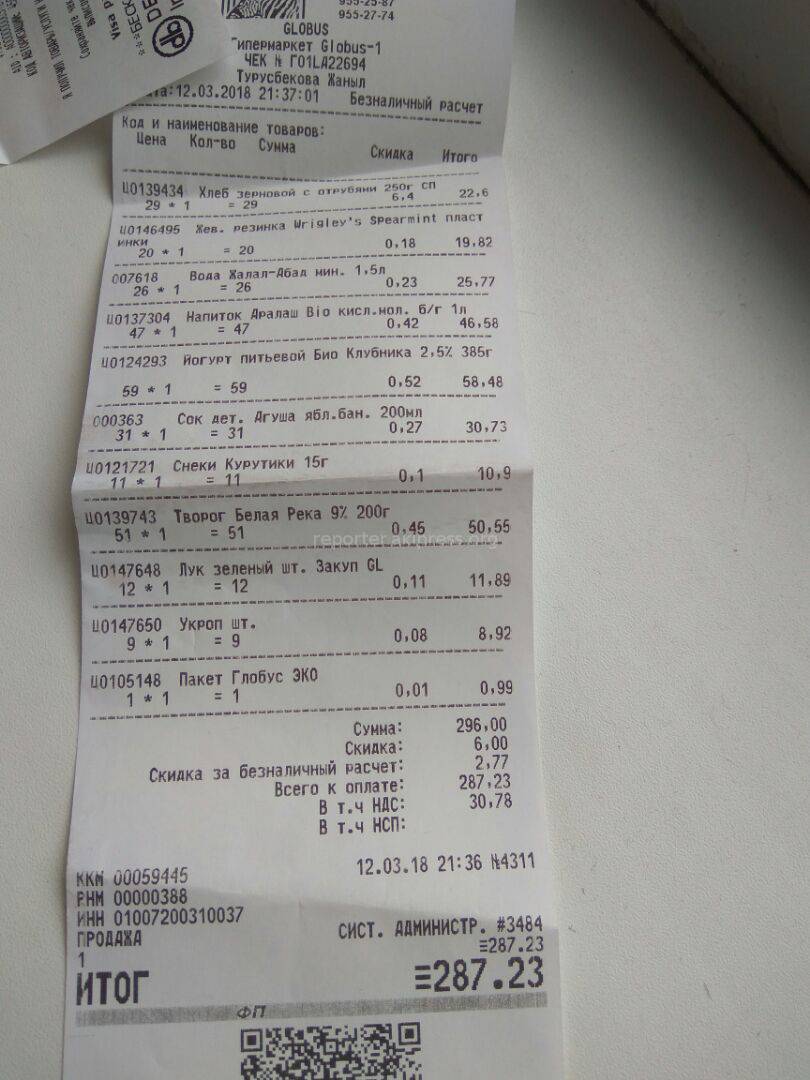 955-25-87
955-27-74
GLOBUS
Гипермаркет Globus-1
ЧЕК № Г01LA22694
Турусбекова Жаныл
та:12.03.2018 21:37:01 Безналичный расчет
Код и наименование товаров:
Цена Кол-во Сумма Скидка Итого
Ц0139434 Хлеб зерновой с отрубями 250г СП
29 * 1 = 29 6,4 22,6
Ц0146495 Жев. резинка Wrigley's Spearmint пласт
инки
20 * 1 = 20 0,18 19,82
007618 Вода Жалал-Абад мин. 1,5л
26 * 1 = 26 0,23 25,77
Ц0137304 Напиток Аралаш Bio кисл.мол. б/г 1л
47 * 1 = 47 0,42 46,58
Ц0124293 Йогурт питьевой Био Клубника 2,5% 385г
59 * 1 = 59 0,52 58,48
000363 Сок дет. Агуша ябл.бан. 200мл
31 * 1 = 31 0,27 30,73
Ц0121721 Снеки Курутики 15г
11 * 1 = 11 0,1 10,9
Ц0139743 Творог Белая Река 9% 200г
51 * 1 = 51 0,45 50,55
reporter.akipress.org
Ц0147648 Лук зеленый шт. Закуп GL
12 * 1 = 12 0,11 11,89
Ц0147650 Укроп шт.
9 * 1 = 9 0,08 8,92
Ц0105148 Пакет Глобус ЭКО
1 * 1 = 1 0,01 0,99
Сумма: 296,00
Скидка: 6,00
Скидка за безналичный расчет: 2,77
Всего к оплате: 287,23
В т.ч НДС: 30,78
В т.ч НСП:
12.03.18 21:36 №4311
ККМ 00059445
РНМ 00000388
ИНН 01007200310037
ПРОДАЖА СИСТ. АДМИНИСТР. #3484
1 ≡287.23
ИТОГ ≡287.23
ФП